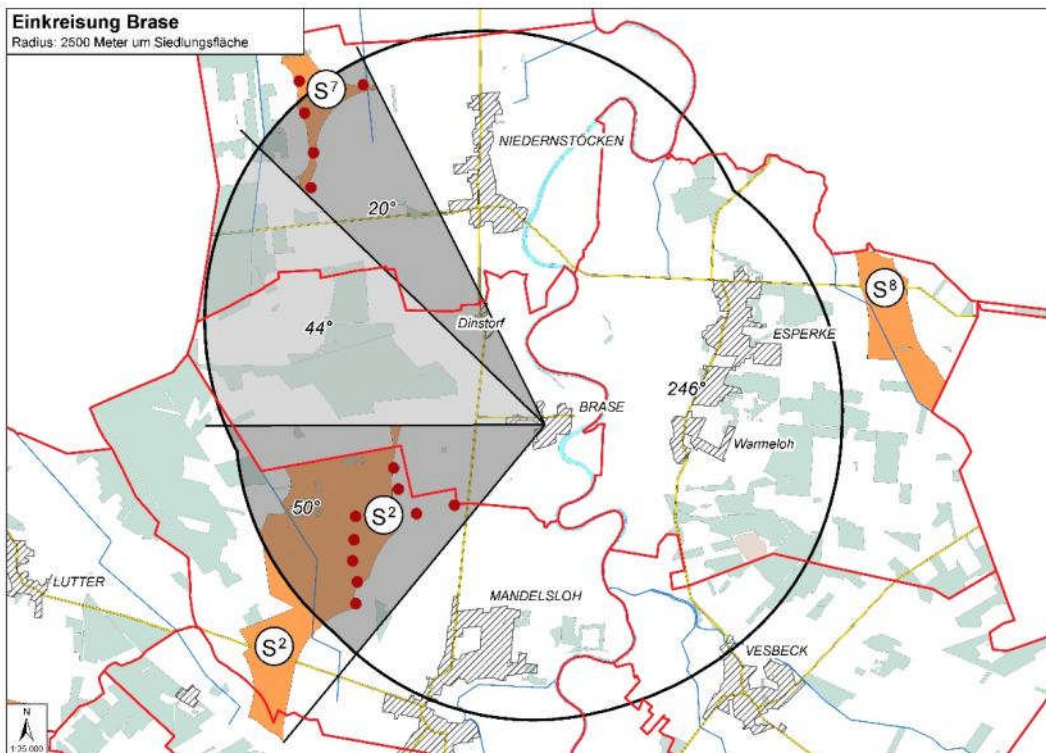 Einkreisung Brase
Radius: 2500 Meter um Siedlungsfläche
S7
NIEDERNSTÖCKEN
20°
S8
44°
Dinstorf
ESPERKE
246°
BRASE
Warmeloh
50°
S2
LUTTER
MANDELSLOH
S2
VESBECK
N
1:25.000